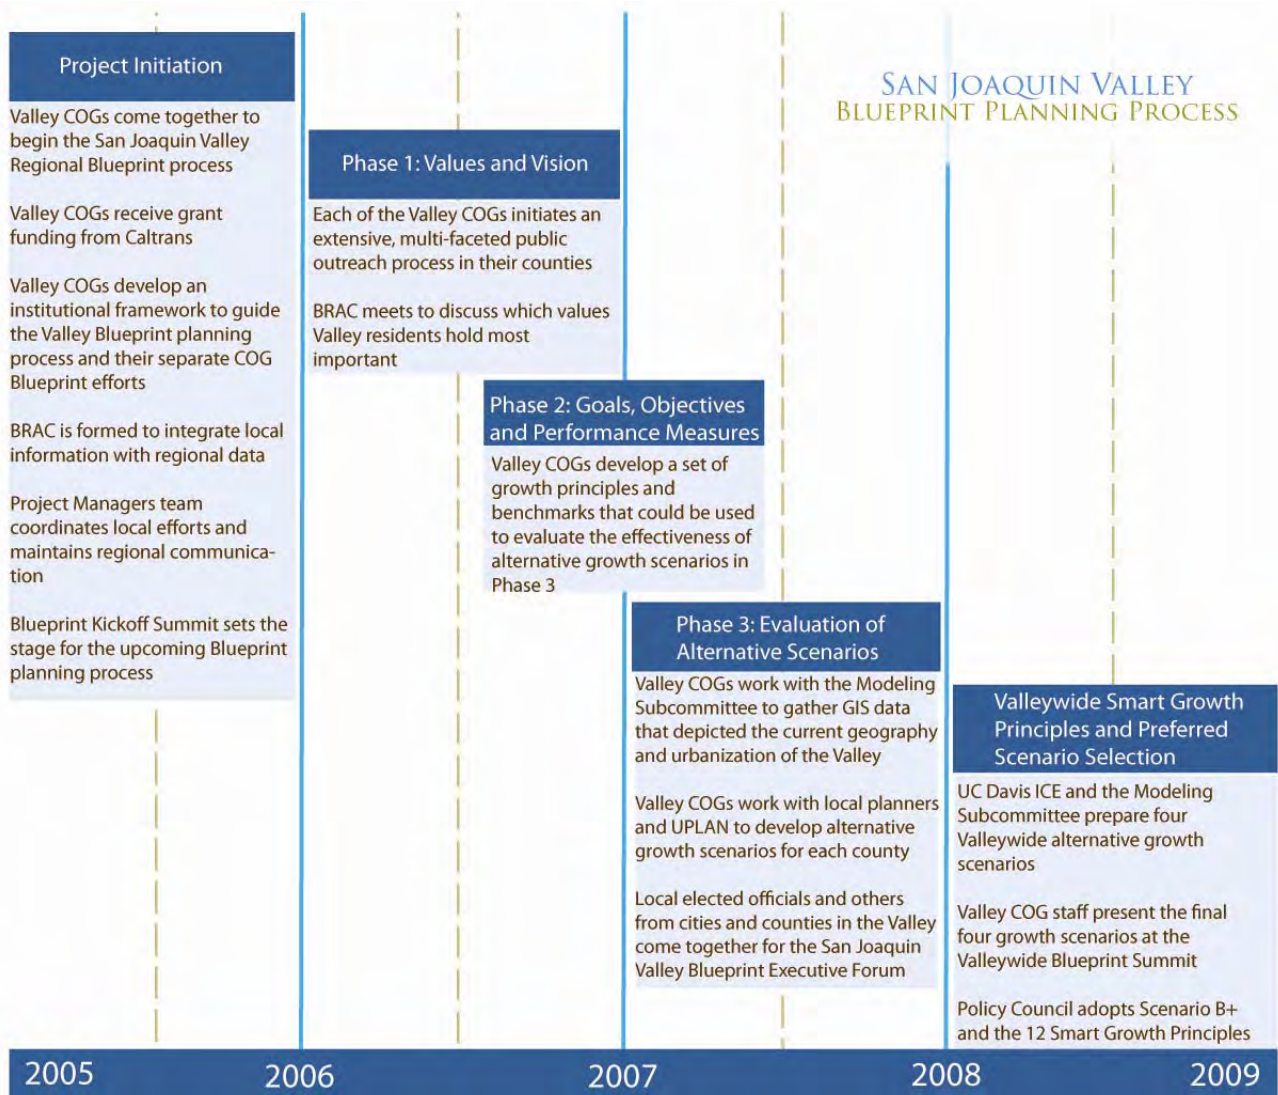 SAN JOAQUIN VALLEY
BLUEPRINT PLANNING PROCESS
Project Initiation
Valley COGs come together to
begin the San Joaquin Valley
Regional Blueprint process
Valley COGs receive grant
funding from Caltrans
Valley COGs develop an
institutional framework to guide
the Valley Blueprint planning
process and their separate COG
Blueprint efforts
BRAC is formed to integrate local
information with regional data
Project Managers team
coordinates local efforts and
maintains regional communica-
tion
Blueprint Kickoff Summit sets the
stage for the upcoming Blueprint
planning process
Phase 1: Values and Vision
Each of the Valley COGs initiates an
extensive, multi-faceted public
outreach process in their counties
BRAC meets to discuss which values
Valley residents hold most
important
Phase 2: Goals, Objectives
and Performance Measures
Valley COGs develop a set of
growth principles and
benchmarks that could be used
to evaluate the effectiveness of
alternative growth scenarios in
Phase 3
Phase 3: Evaluation of
Alternative Scenarios
Valley COGs work with the Modeling
Subcommittee to gather GIS data
that depicted the current geography
and urbanization of the Valley
Valley COGs work with local planners
and UPLAN to develop alternative
growth scenarios for each county
Local elected officials and others
from cities and counties in the Valley
come together for the San Joaquin
Valley Blueprint Executive Forum
Valleywide Smart Growth
Principles and Preferred
Scenario Selection
UC Davis ICE and the Modeling
Subcommittee prepare four
Valleywide alternative growth
scenarios
Valley COG staff present the final
four growth scenarios at the
Valleywide Blueprint Summit
Policy Council adopts Scenario B+
and the 12 Smart Growth Principles
2005 2006 2007 2008 2009